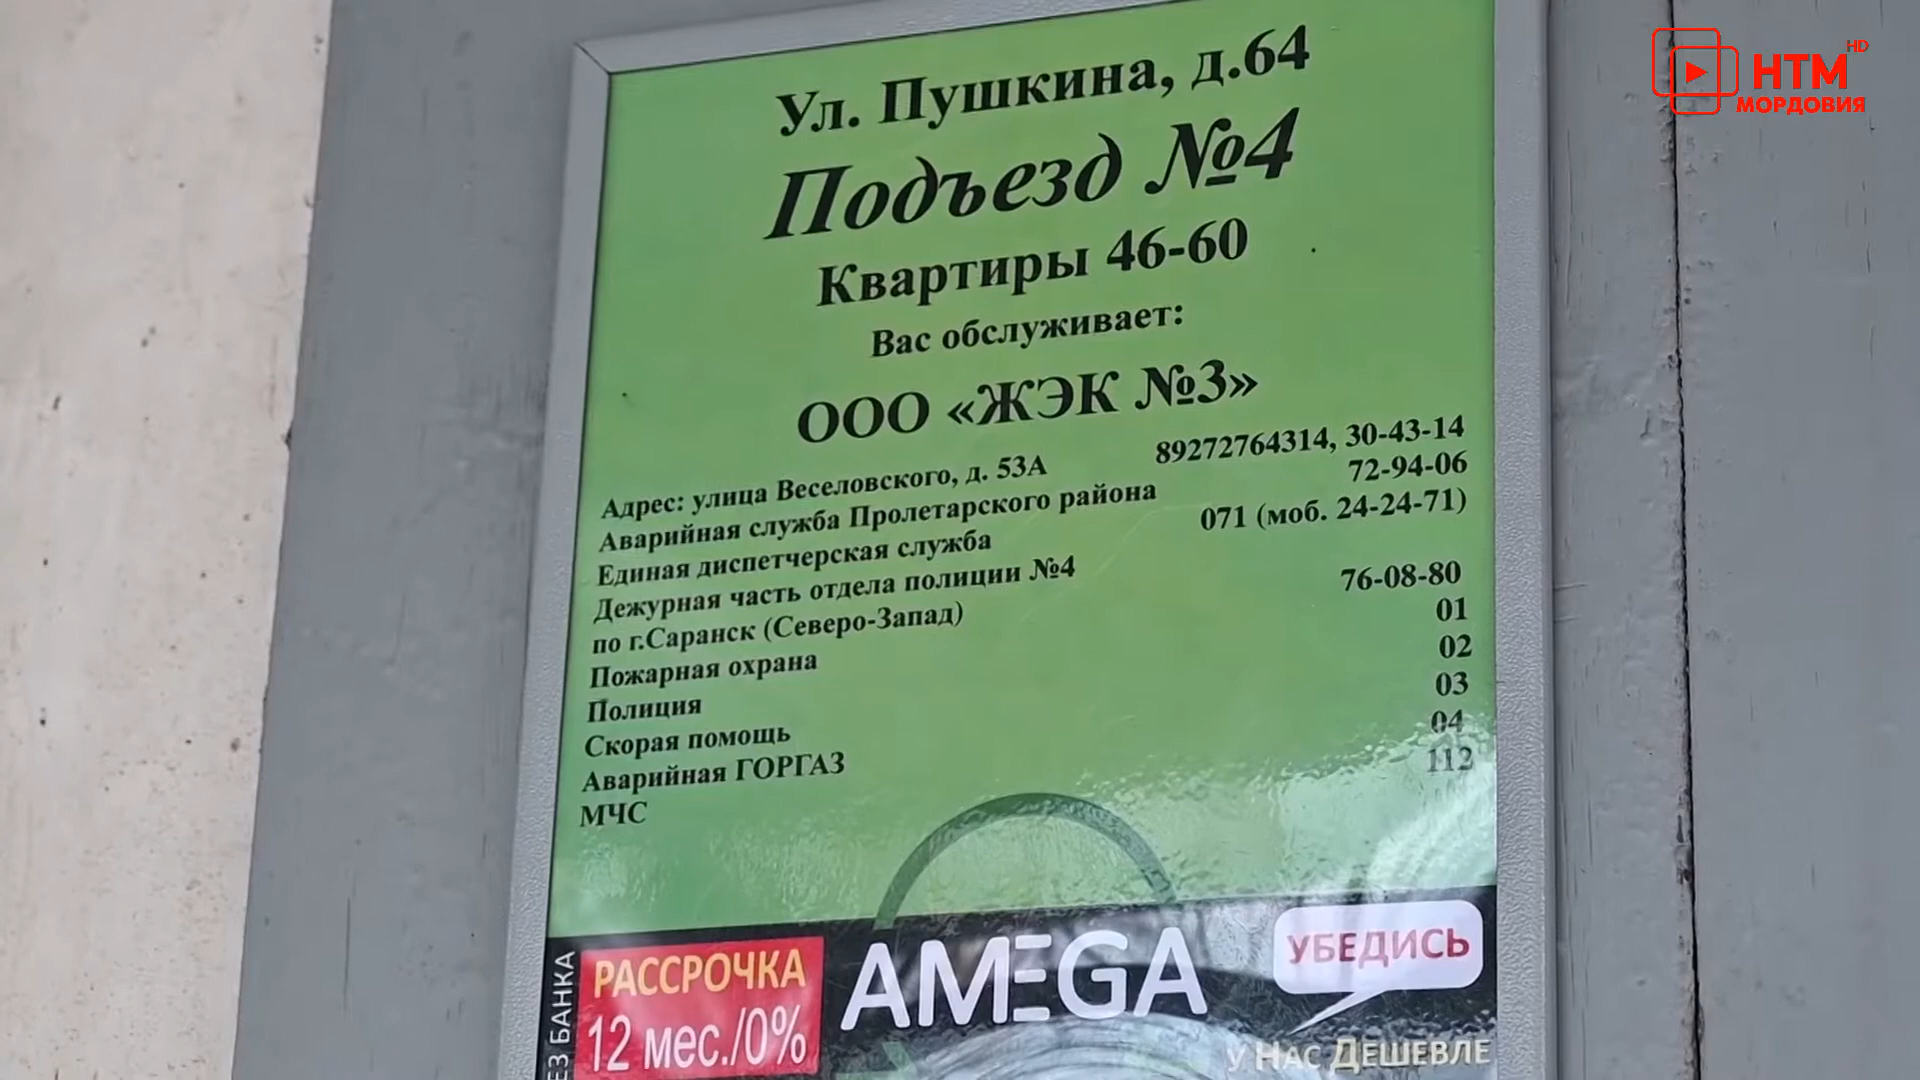 НТМ HD
МОРДОВИЯ
Ул. Пушкина, д.64
Подъезд №4
Квартиры 46-60
Вас обслуживает:
ООО «ЖЭК №3»
Адрес: улица Веселовского, д. 53А 89272764314, 30-43-14
Аварийная служба Пролетарского района 72-94-06
Единая диспетчерская служба 071 (моб. 24-24-71)
Дежурная часть отдела полиции №4
по г.Саранск (Северо-Запад) 76-08-80
Пожарная охрана 01
Полиция 02
Скорая помощь 03
Аварийная ГОРГАЗ 04
МЧС 112
БАНКА
РАССРОЧКА
12 мес./0%
AMEGA
УБЕДИСЬ
У НАС ДЕШЕВЛЕ